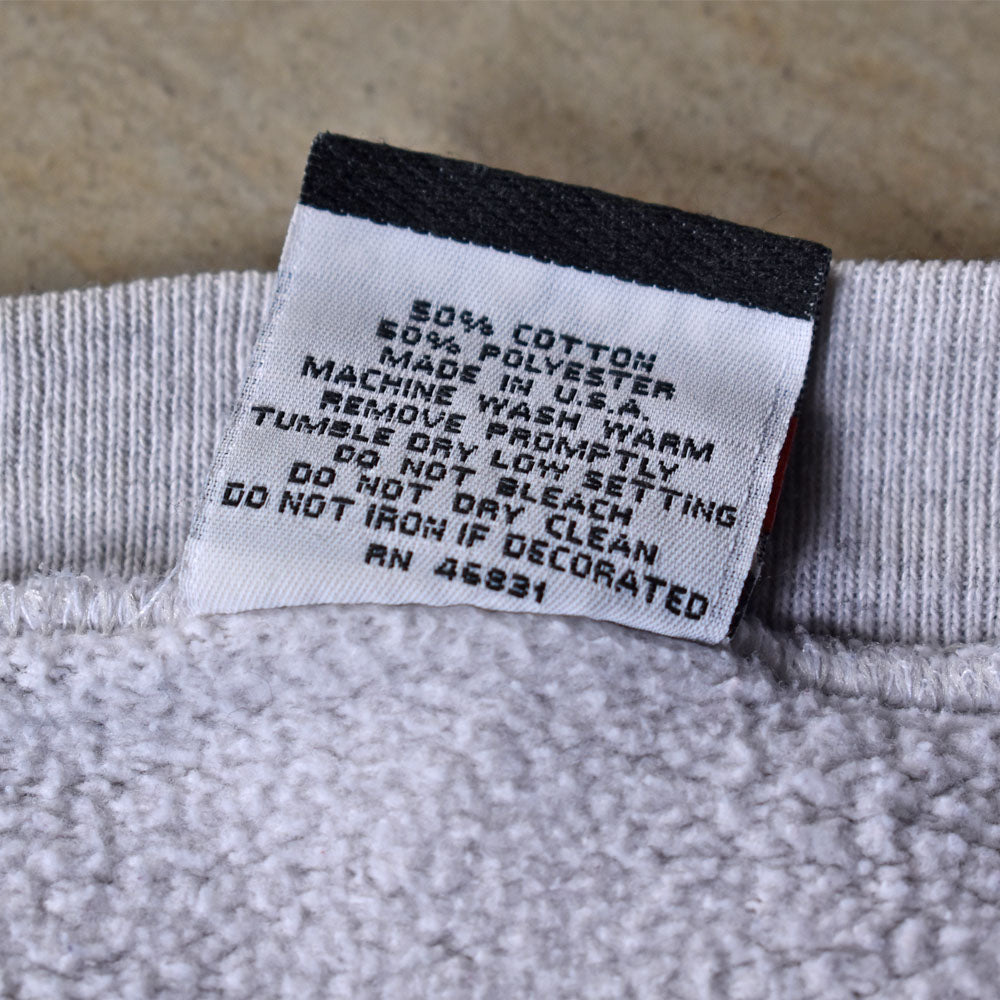 50% COTTON
50% POLYESTER
MADE IN U.S.A.
MACHINE WASH WARM
REMOVE PROMPTLY
TUMBLE DRY LOW SETTING
DO NOT BLEACH
DO NOT DRY CLEAN
DO NOT IRON IF DECORATED
RN 46831